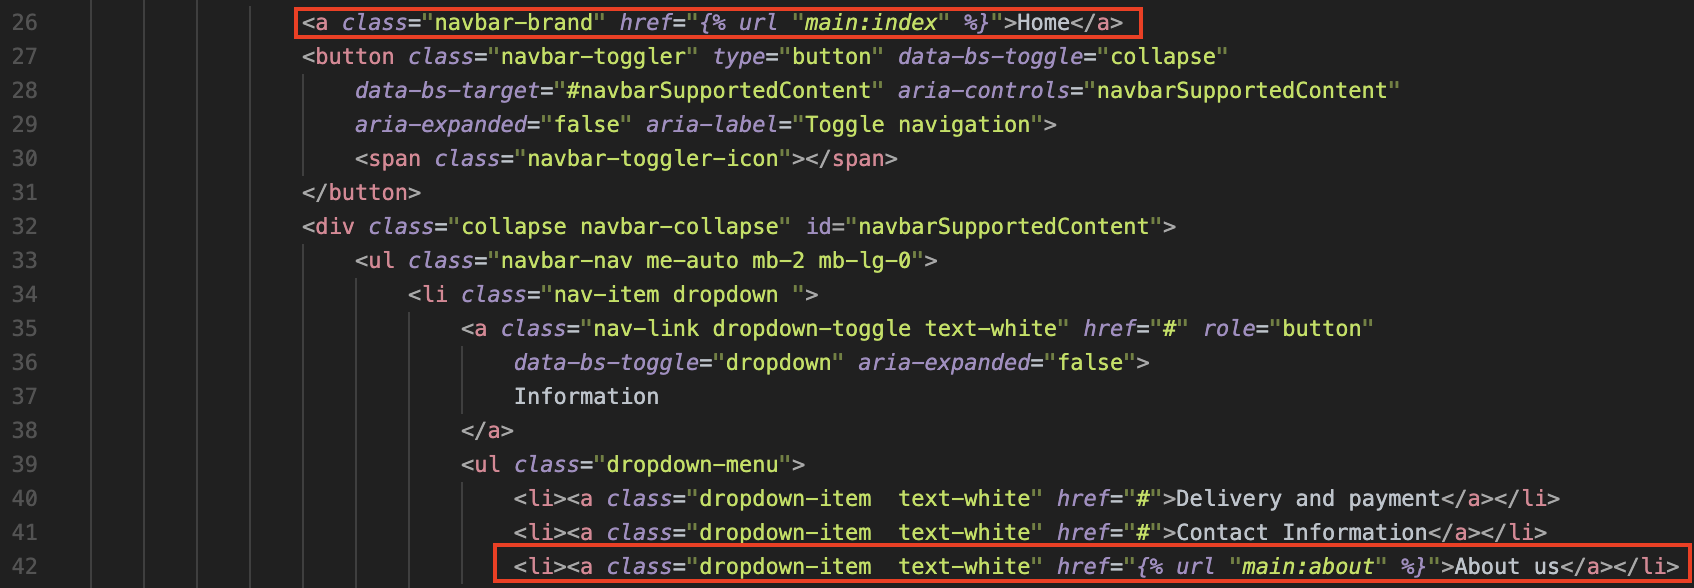 26 <a class="navbar-brand" href="{% url "main:index" %}">Home</a>
27 <button class="navbar-toggler" type="button" data-bs-toggle="collapse"
28 data-bs-target="#navbarSupportedContent" aria-controls="navbarSupportedContent"
29 aria-expanded="false" aria-label="Toggle navigation">
30 <span class="navbar-toggler-icon"></span>
31 </button>
32 <div class="collapse navbar-collapse" id="navbarSupportedContent">
33 <ul class="navbar-nav me-auto mb-2 mb-lg-0">
34 <li class="nav-item dropdown ">
35 <a class="nav-link dropdown-toggle text-white" href="#" role="button"
36 data-bs-toggle="dropdown" aria-expanded="false">
37 Information
38 </a>
39 <ul class="dropdown-menu">
40 <li><a class="dropdown-item  text-white" href="#">Delivery and payment</a></li>
41 <li><a class="dropdown-item  text-white" href="#">Contact Information</a></li>
42 <li><a class="dropdown-item  text-white" href="{% url "main:about" %}">About us</a></li>